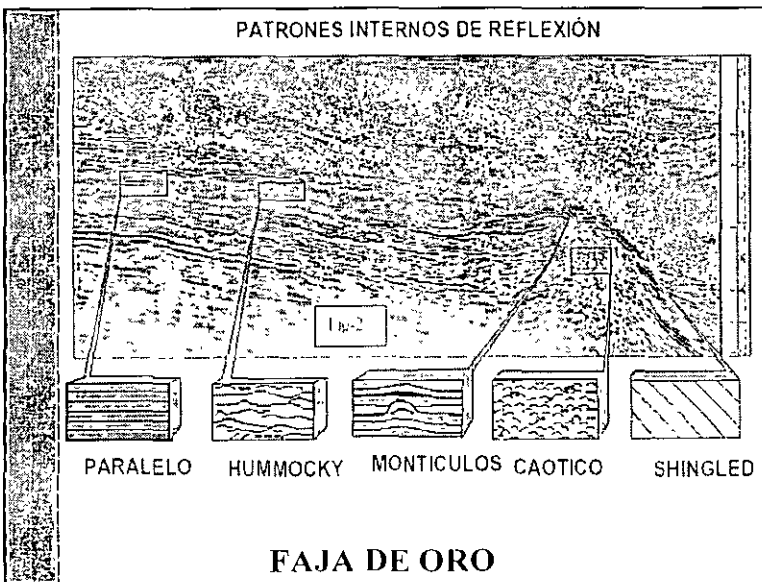 PATRONES INTERNOS DE REFLEXIÓN
PARALELO
HUMMOCKY
MONTICULOS
CAOTICO
SHINGLED
FAJA DE ORO